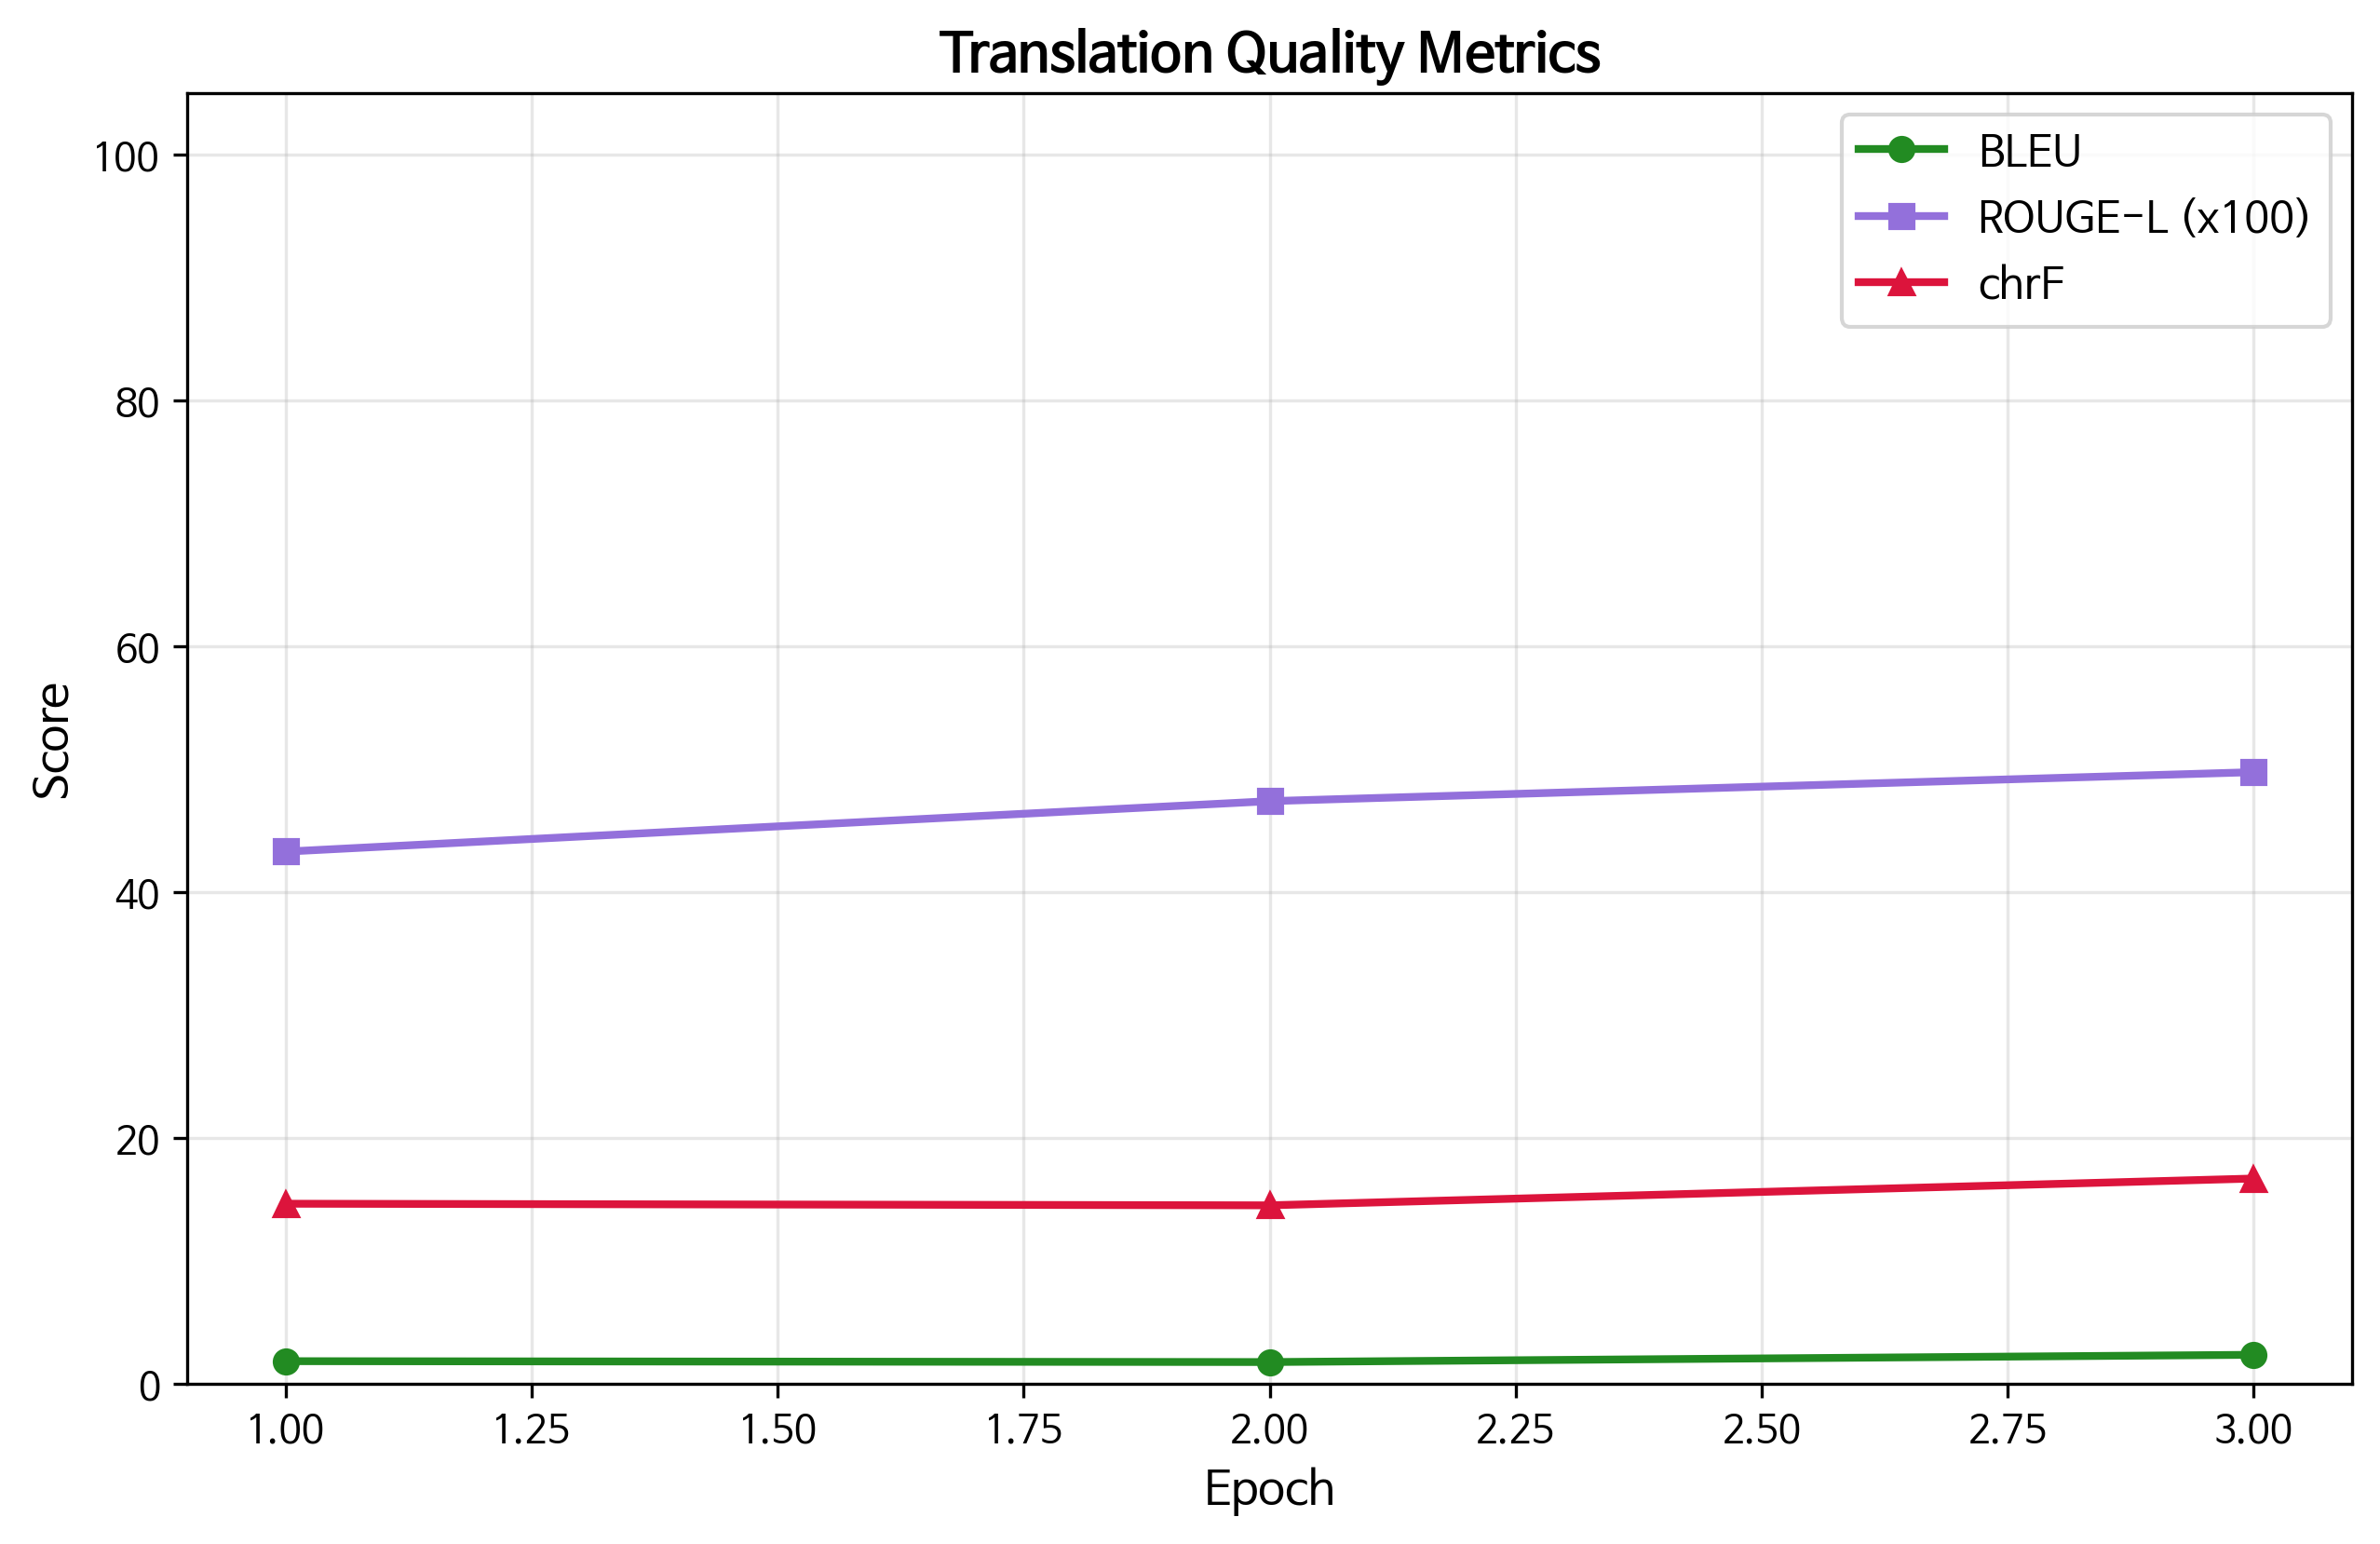 Translation Quality Metrics
BLEU
ROUGE-L (x100)
chrF
100
80
60
40
20
0
Score
1.00 1.25 1.50 1.75 2.00 2.25 2.50 2.75 3.00
Epoch